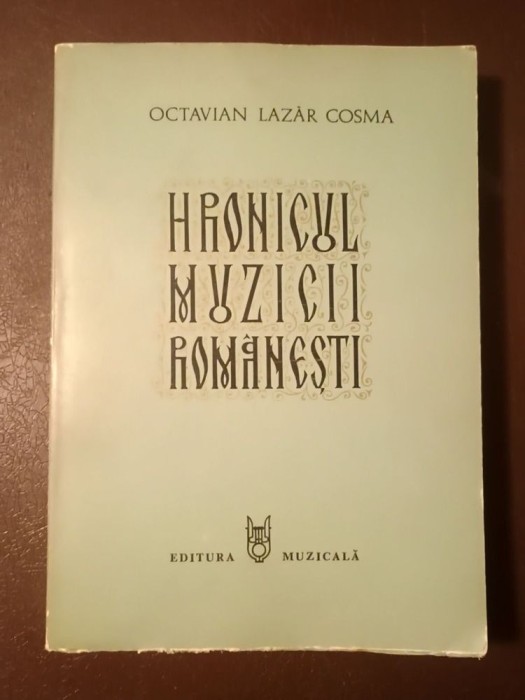 OCTAVIAN LAZĂR COSMA
HRONICUL
MUZICII
ROMÂNEȘTI
EDITURA MUZICALĂ